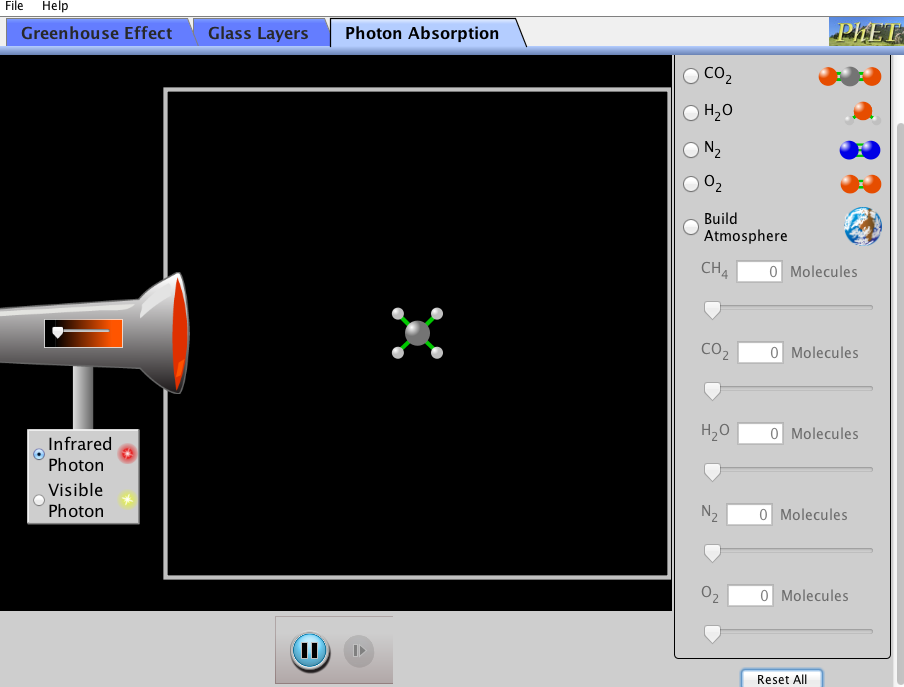 File Help
Greenhouse Effect Glass Layers Photon Absorption PhET
CO2
H2O
N2
O2
Build
Atmosphere
CH4 0 Molecules
CO2 0 Molecules
H2O 0 Molecules
N2 0 Molecules
O2 0 Molecules
Infrared
Photon
Visible
Photon
Reset All